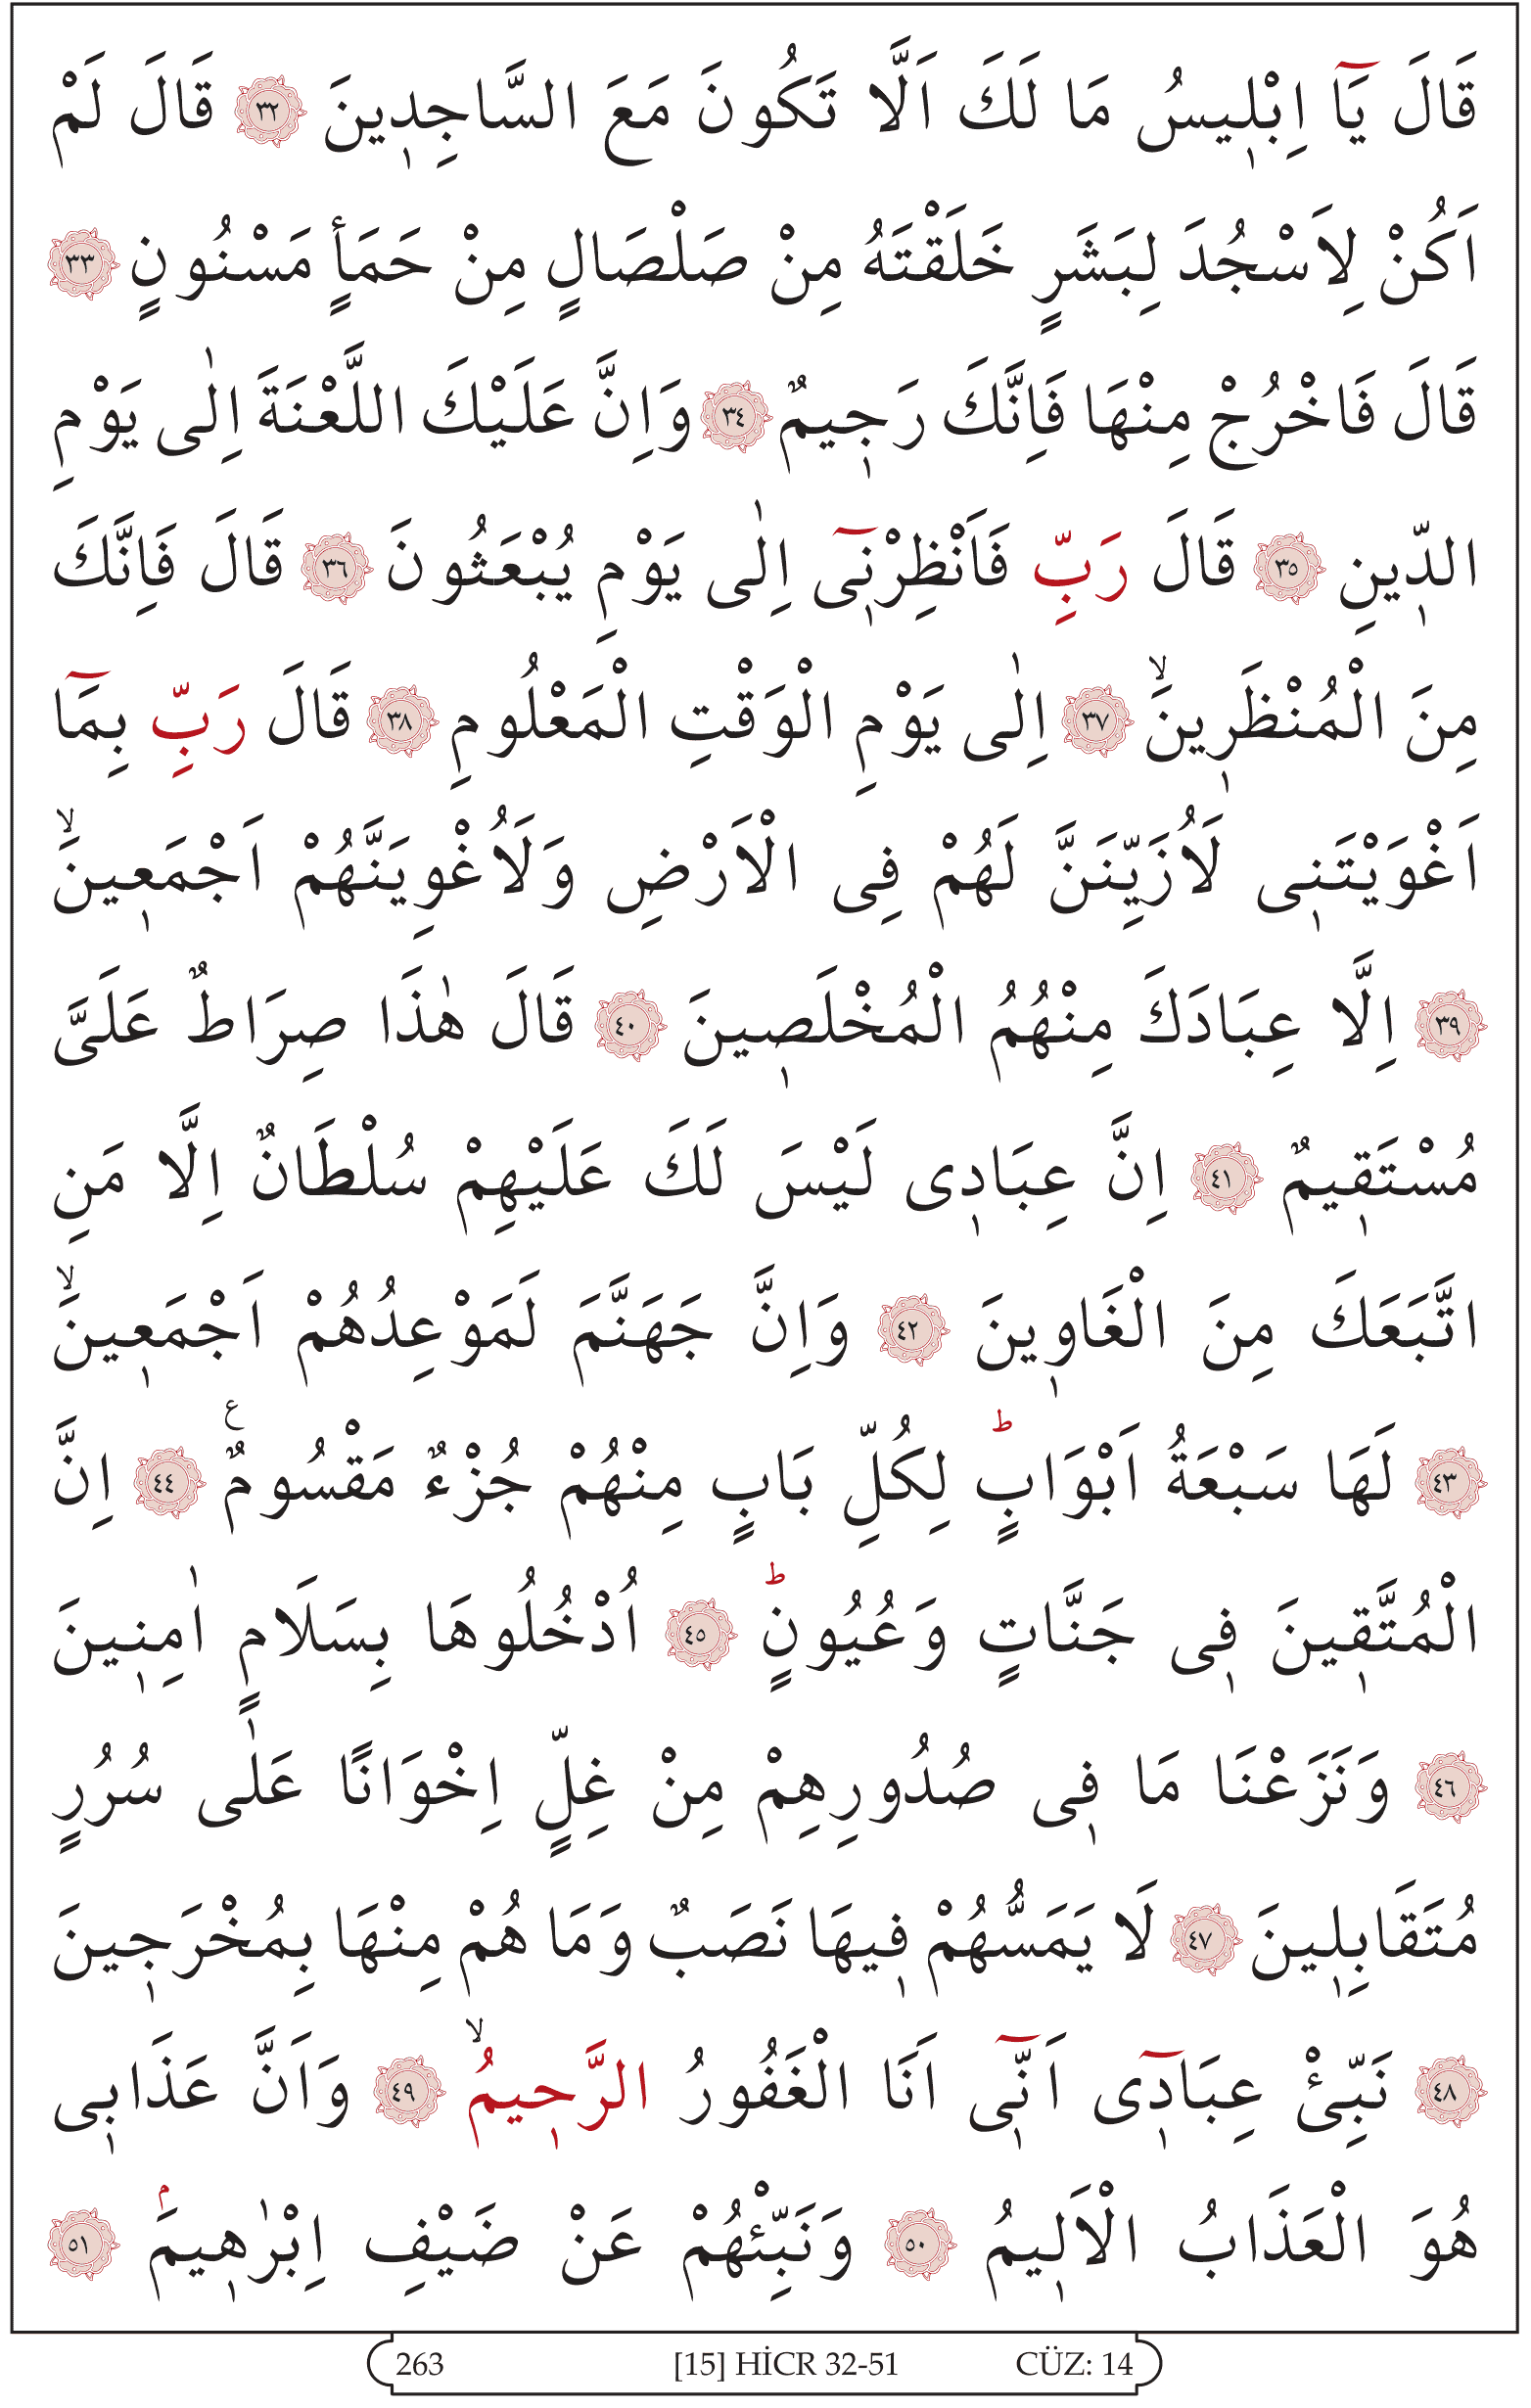 قَالَ يَٓا اِبْل۪يسُ مَا لَكَ اَلَّا تَكُونَ مَعَ السَّاجِد۪ينَ ﴿٣٢﴾ قَالَ لَمْ
اَكُنْ لِاَسْجُدَ لِبَشَرٍ خَلَقْتَهُ مِنْ صَلْصَالٍ مِنْ حَمَأٍ مَسْنُونٍ ﴿٣٣﴾
قَالَ فَاخْرُجْ مِنْهَا فَاِنَّكَ رَج۪يمٌ ﴿٣٤﴾ وَاِنَّ عَلَيْكَ اللَّعْنَةَ اِلٰى يَوْمِ
الدّ۪ينِ ﴿٣٥﴾ قَالَ رَبِّ فَاَنْظِرْن۪ٓى اِلٰى يَوْمِ يُبْعَثُونَ ﴿٣٦﴾ قَالَ فَاِنَّكَ
مِنَ الْمُنْظَر۪ينَۙ ﴿٣٧﴾ اِلٰى يَوْمِ الْوَقْتِ الْمَعْلُومِ ﴿٣٨﴾ قَالَ رَبِّ بِمَٓا
اَغْوَيْتَن۪ى لَاُزَيِّنَنَّ لَهُمْ فِى الْاَرْضِ وَلَاُغْوِيَنَّهُمْ اَجْمَع۪ينَۙ
﴿٣٩﴾ اِلَّا عِبَادَكَ مِنْهُمُ الْمُخْلَص۪ينَ ﴿٤٠﴾ قَالَ هٰذَا صِرَاطٌ عَلَىَّ
مُسْتَق۪يمٌ ﴿٤١﴾ اِنَّ عِبَاد۪ى لَيْسَ لَكَ عَلَيْهِمْ سُلْطَانٌ اِلَّا مَنِ
اتَّبَعَكَ مِنَ الْغَاو۪ينَ ﴿٤٢﴾ وَاِنَّ جَهَنَّمَ لَمَوْعِدُهُمْ اَجْمَع۪ينَۙ
﴿٤٣﴾ لَهَا سَبْعَةُ اَبْوَابٍۜ لِكُلِّ بَابٍ مِنْهُمْ جُزْءٌ مَقْسُومٌ۟ ﴿٤٤﴾ اِنَّ
الْمُتَّق۪ينَ ف۪ى جَنَّاتٍ وَعُيُونٍۜ ﴿٤٥﴾ اُدْخُلُوهَا بِسَلَامٍ اٰمِن۪ينَ
﴿٤٦﴾ وَنَزَعْنَا مَا ف۪ى صُدُورِهِمْ مِنْ غِلٍّ اِخْوَانًا عَلٰى سُرُرٍ
مُتَقَابِل۪ينَ ﴿٤٧﴾ لَا يَمَسُّهُمْ ف۪يهَا نَصَبٌ وَمَا هُمْ مِنْهَا بِمُخْرَج۪ينَ
﴿٤٨﴾ نَبِّئْ عِبَاد۪ٓى اَنّ۪ٓى اَنَا الْغَفُورُ الرَّح۪يمُۙ ﴿٤٩﴾ وَاَنَّ عَذَاب۪ى
هُوَ الْعَذَابُ الْاَل۪يمُ ﴿٥٠﴾ وَنَبِّئْهُمْ عَنْ ضَيْفِ اِبْرٰه۪يمَۢ ﴿٥١﴾
263 [15] HİCR 32-51 CÜZ: 14